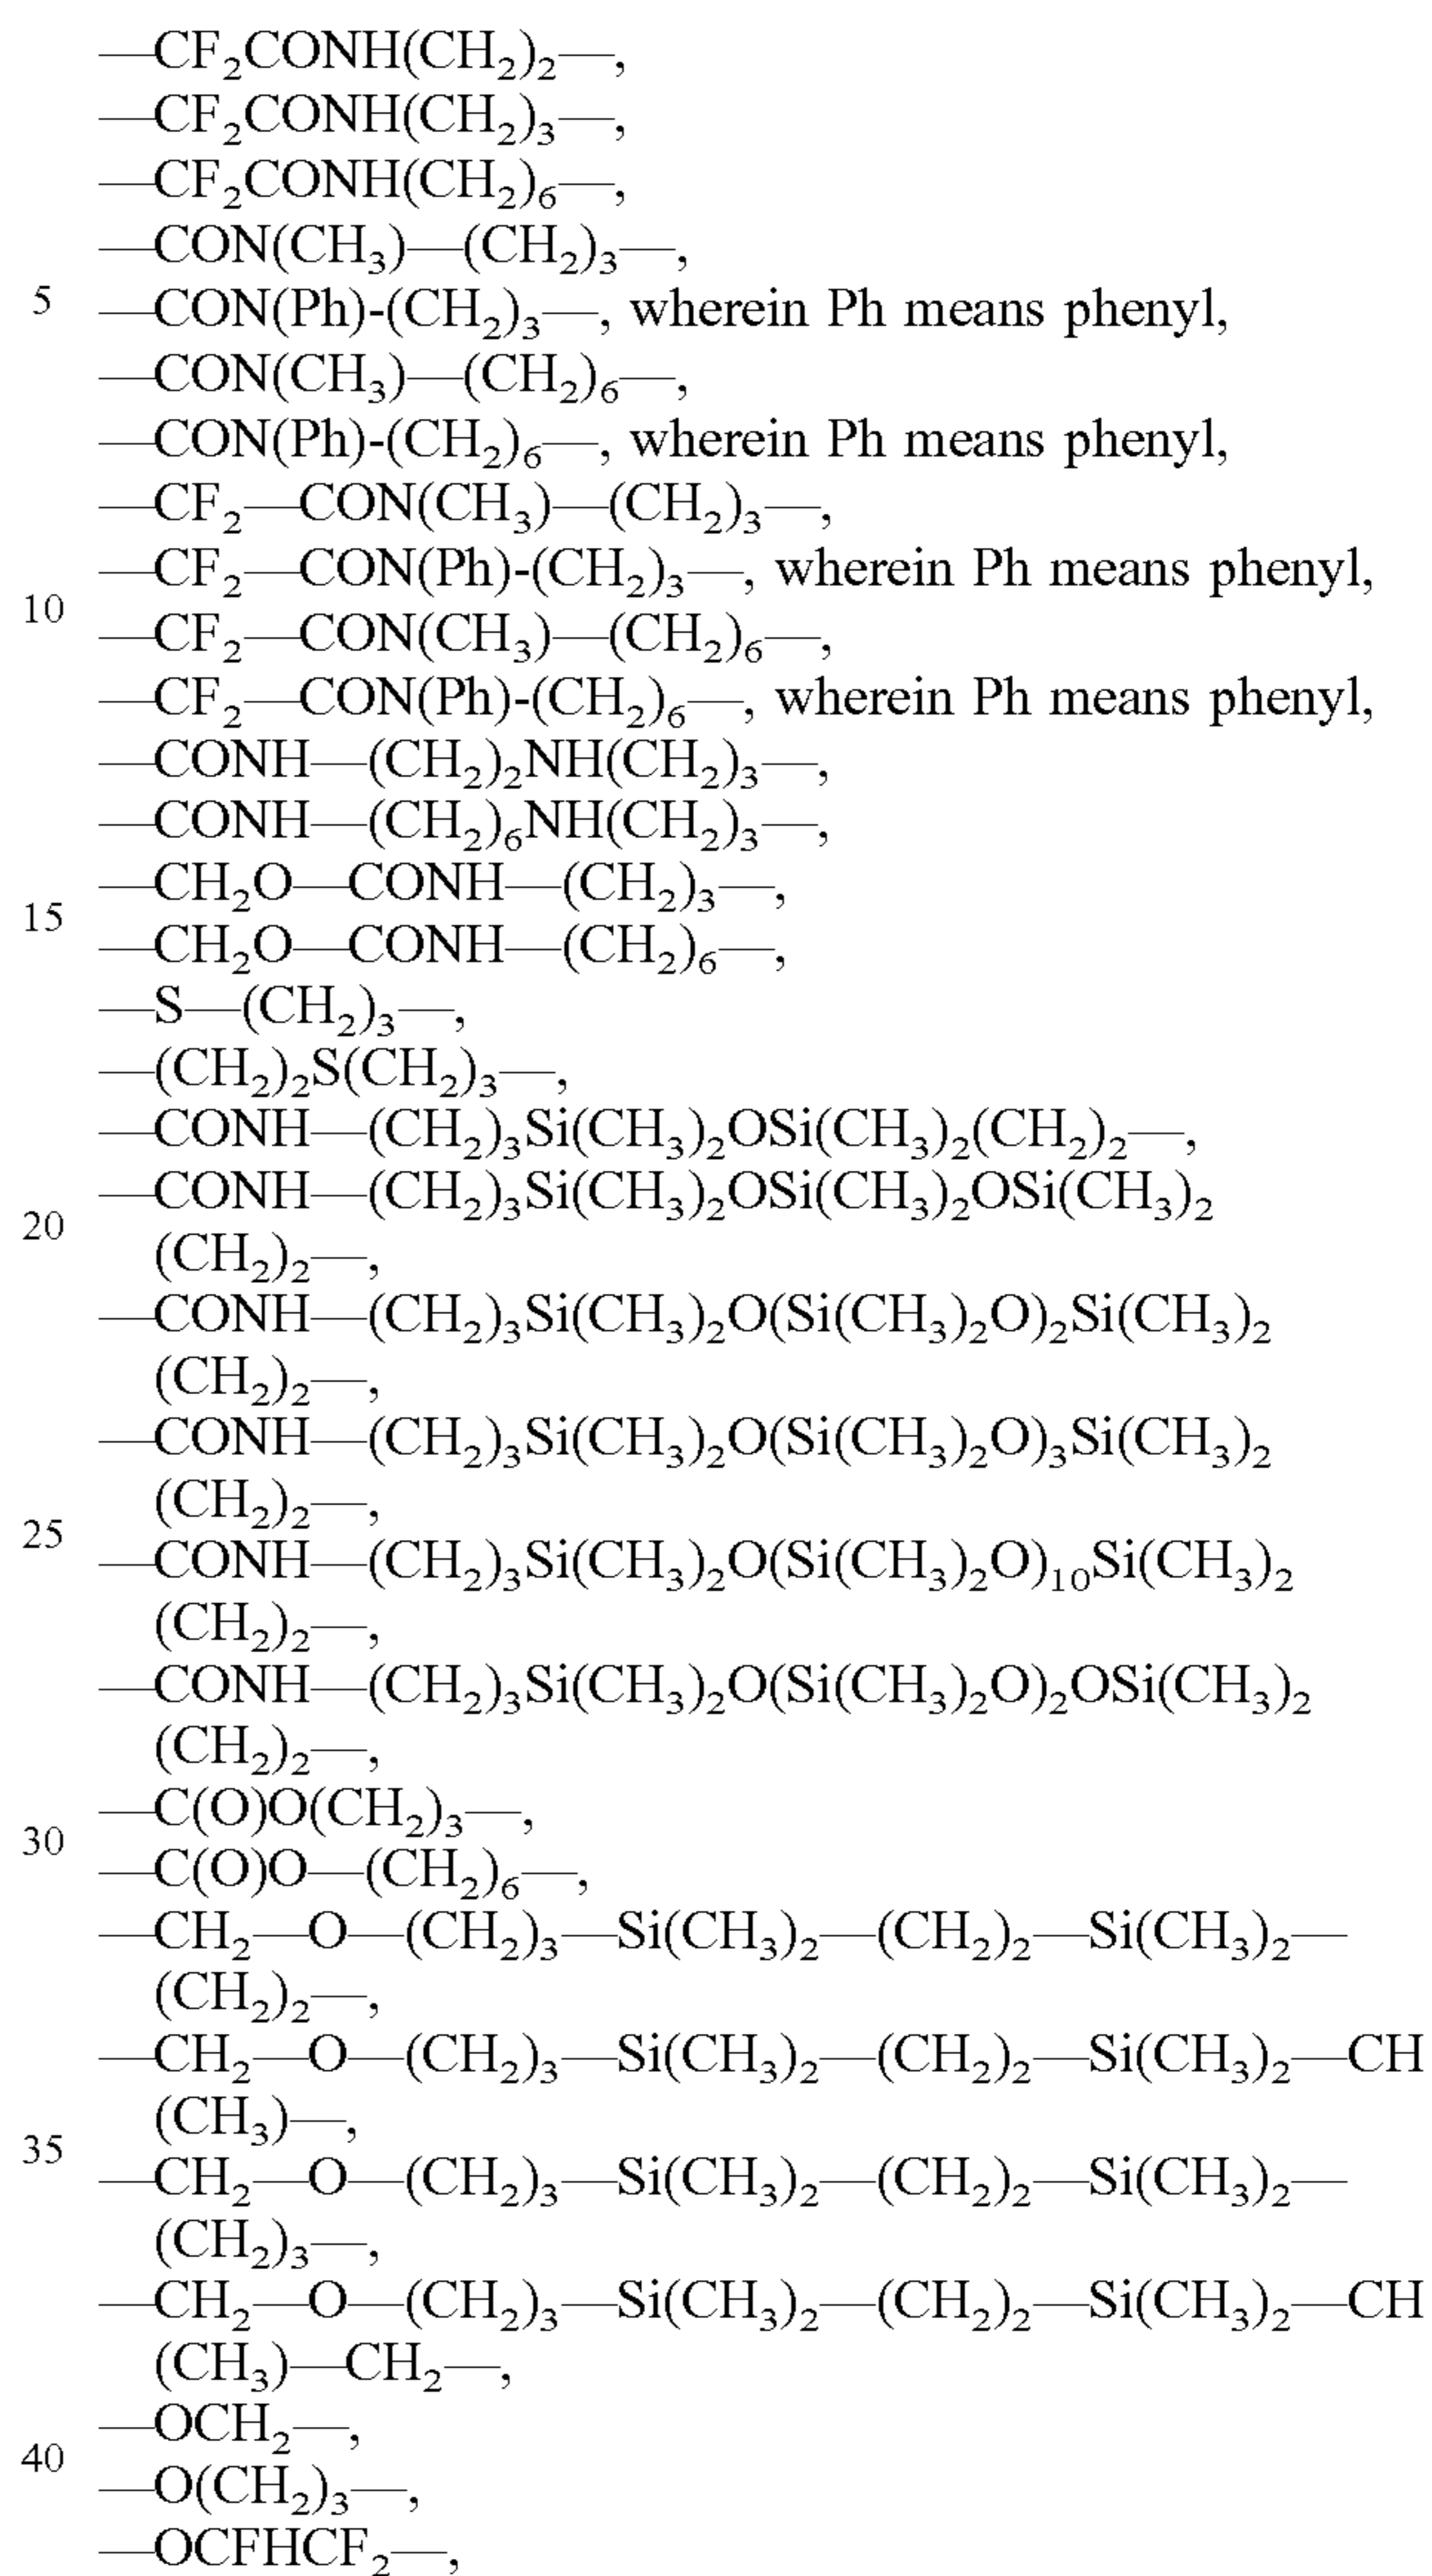 —CF₂CONH(CH₂)₂—,
—CF₂CONH(CH₂)₃—,
—CF₂CONH(CH₂)₆—,
—CON(CH₃)—(CH₂)₃—,
5 —CON(Ph)-(CH₂)₃—, wherein Ph means phenyl,
—CON(CH₃)—(CH₂)₆—,
—CON(Ph)-(CH₂)₆—, wherein Ph means phenyl,
—CF₂—CON(CH₃)—(CH₂)₃—,
—CF₂—CON(Ph)-(CH₂)₃—, wherein Ph means phenyl,
10
—CF₂—CON(CH₃)—(CH₂)₆—,
—CF₂—CON(Ph)-(CH₂)₆—, wherein Ph means phenyl,
—CONH—(CH₂)₂NH(CH₂)₃—,
—CONH—(CH₂)₆NH(CH₂)₃—,
—CH₂O—CONH—(CH₂)₃—,
15
—CH₂O—CONH—(CH₂)₆—,
—S—(CH₂)₃—,
—(CH₂)₂S(CH₂)₃—,
—CONH—(CH₂)₃Si(CH₃)₂OSi(CH₃)₂(CH₂)₂—,
—CONH—(CH₂)₃Si(CH₃)₂OSi(CH₃)₂OSi(CH₃)₂
20
(CH₂)₂—,
—CONH—(CH₂)₃Si(CH₃)₂O(Si(CH₃)₂O)₂Si(CH₃)₂
(CH₂)₂—,
—CONH—(CH₂)₃Si(CH₃)₂O(Si(CH₃)₂O)₃Si(CH₃)₂
(CH₂)₂—,
25
—CONH—(CH₂)₃Si(CH₃)₂O(Si(CH₃)₂O)₁₀Si(CH₃)₂
(CH₂)₂—,
—CONH—(CH₂)₃Si(CH₃)₂O(Si(CH₃)₂O)₂OSi(CH₃)₂
(CH₂)₂—,
—C(O)O(CH₂)₃—,
30
—C(O)O—(CH₂)₆—,
—CH₂—O—(CH₂)₃—Si(CH₃)₂—(CH₂)₂—Si(CH₃)₂—
(CH₂)₂—,
—CH₂—O—(CH₂)₃—Si(CH₃)₂—(CH₂)₂—Si(CH₃)₂—CH
(CH₃)—,
35
—CH₂—O—(CH₂)₃—Si(CH₃)₂—(CH₂)₂—Si(CH₃)₂—
(CH₂)₃—,
—CH₂—O—(CH₂)₃—Si(CH₃)₂—(CH₂)₂—Si(CH₃)₂—CH
(CH₃)—CH₂—,
—OCH₂—,
40
—O(CH₂)₃—,
—OCFHCF₂—,